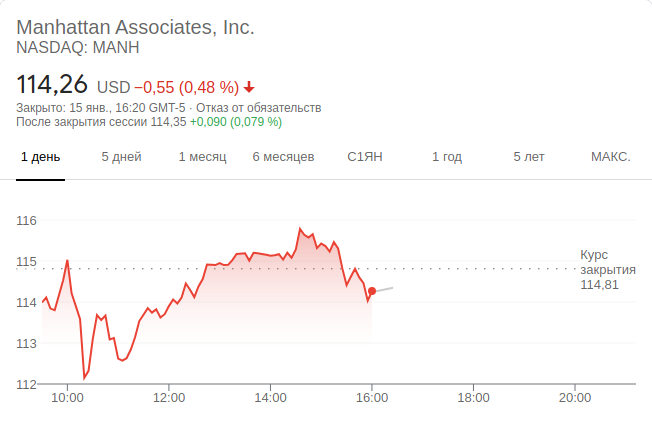 Manhattan Associates, Inc.
NASDAQ: MANH
114,26 USD −0,55 (0,48 %)
Закрыто: 15 янв., 16:20 GMT-5 · Отказ от обязательств
После закрытия сессии 114,35 +0,090 (0,079 %)
1 день 5 дней 1 месяц 6 месяцев С1ЯН 1 год 5 лет МАКС.
116
115
114
113
112
Курс
закрытия
114,81
10:00 12:00 14:00 16:00 18:00 20:00